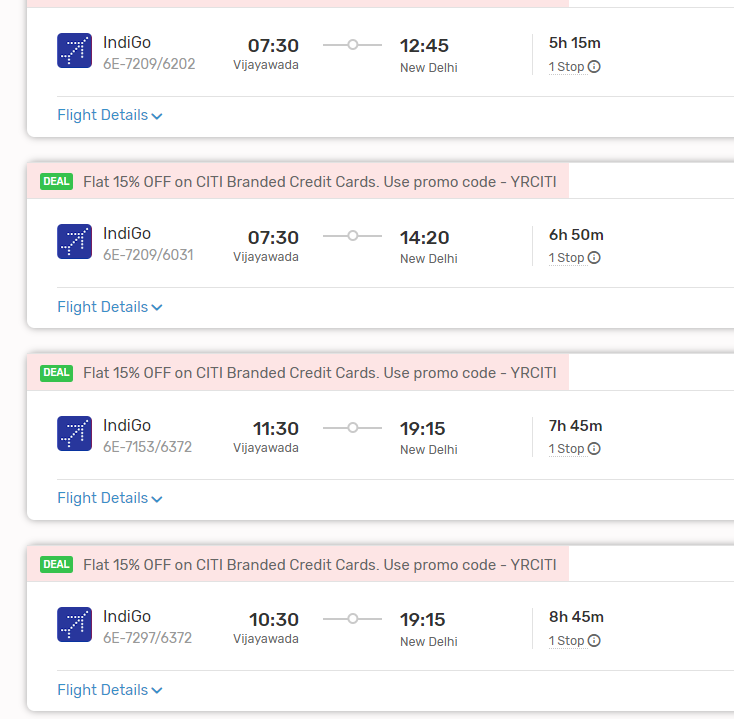 IndiGo 07:30 12:45 5h 15m
6E-7209/6202 Vijayawada New Delhi 1 Stop
Flight Details
DEAL Flat 15% OFF on CITI Branded Credit Cards. Use promo code - YRCITI
IndiGo 07:30 14:20 6h 50m
6E-7209/6031 Vijayawada New Delhi 1 Stop
Flight Details
DEAL Flat 15% OFF on CITI Branded Credit Cards. Use promo code - YRCITI
IndiGo 11:30 19:15 7h 45m
6E-7153/6372 Vijayawada New Delhi 1 Stop
Flight Details
DEAL Flat 15% OFF on CITI Branded Credit Cards. Use promo code - YRCITI
IndiGo 10:30 19:15 8h 45m
6E-7297/6372 Vijayawada New Delhi 1 Stop
Flight Details